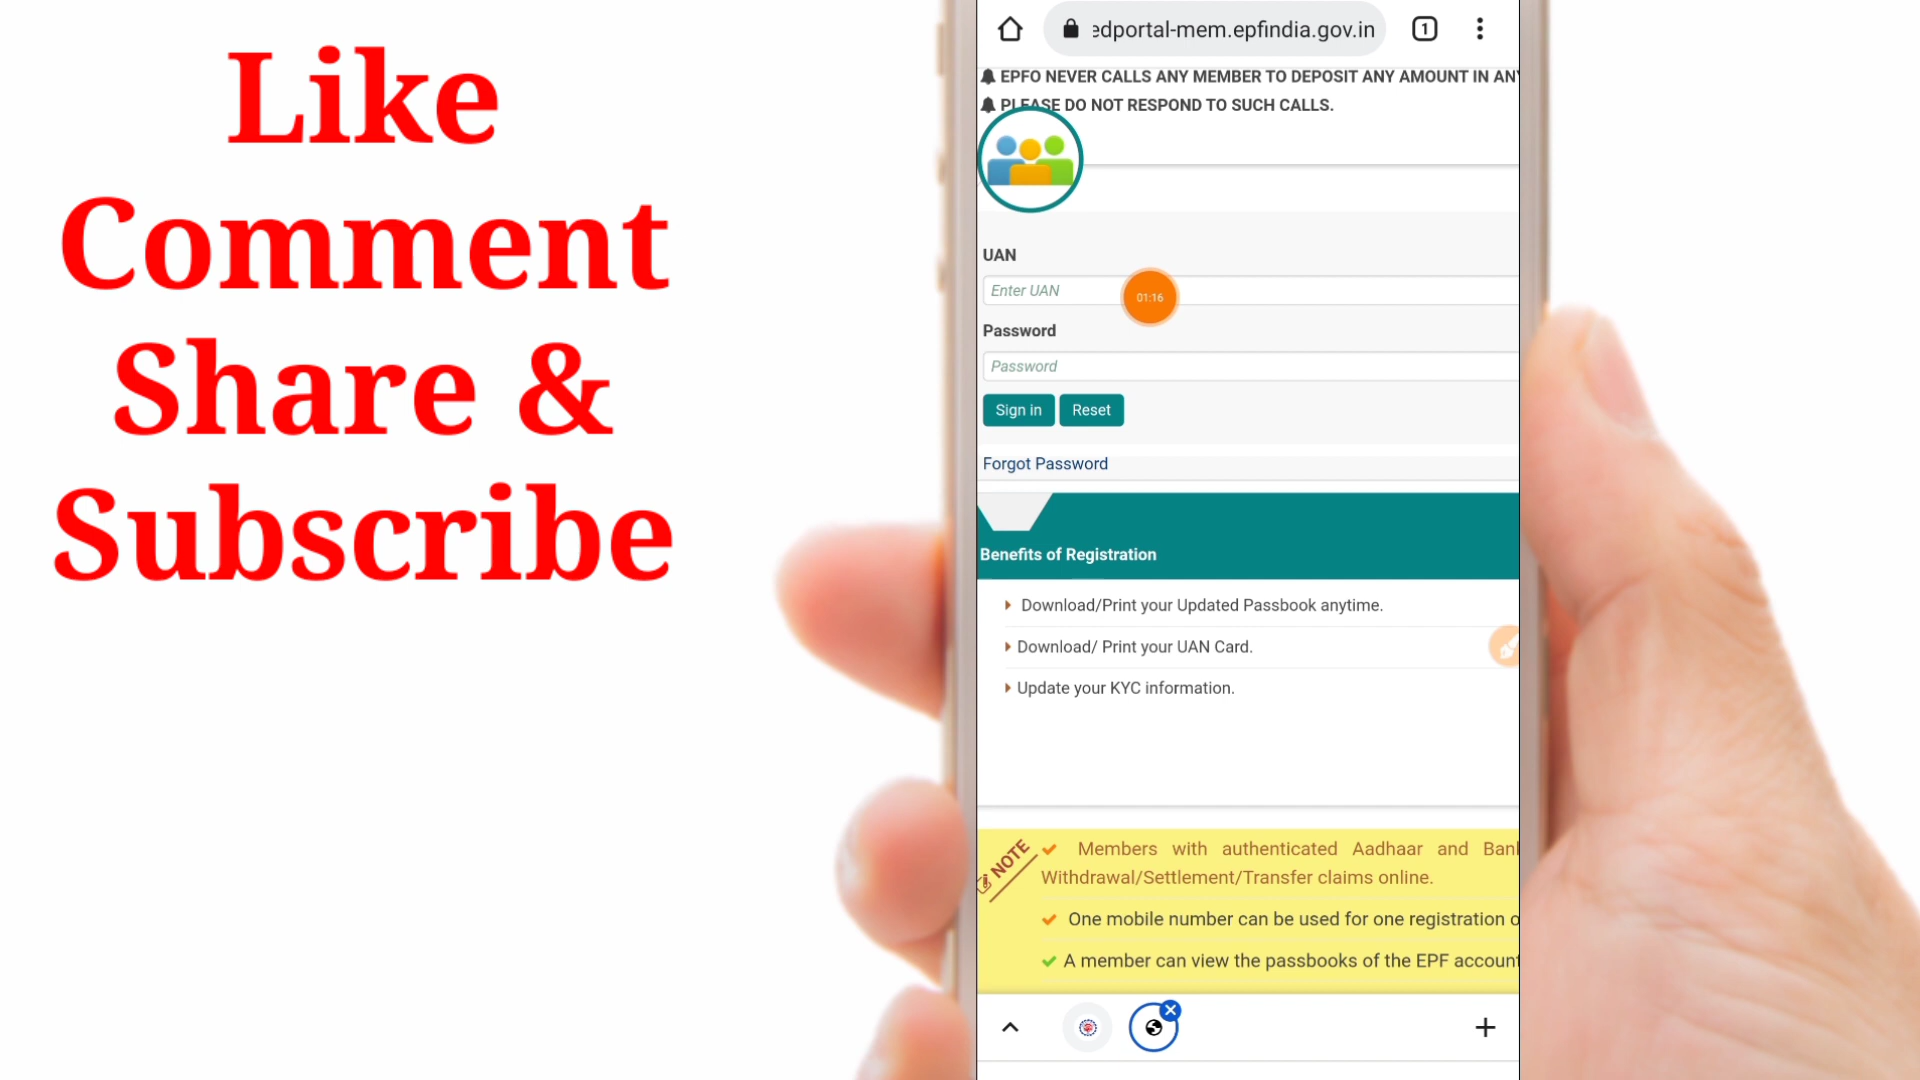 Like
Comment
Share &
Subscribe
edportal-mem.epfindia.gov.in
1
EPFO NEVER CALLS ANY MEMBER TO DEPOSIT ANY AMOUNT IN ANY
PLEASE DO NOT RESPOND TO SUCH CALLS.
UAN
Enter UAN
01:16
Password
Password
Sign in Reset
Forgot Password
Benefits of Registration
Download/Print your Updated Passbook anytime.
Download/ Print your UAN Card.
Update your KYC information.
NOTE
Members with authenticated Aadhaar and Bank
Withdrawal/Settlement/Transfer claims online.
One mobile number can be used for one registration o
A member can view the passbooks of the EPF account